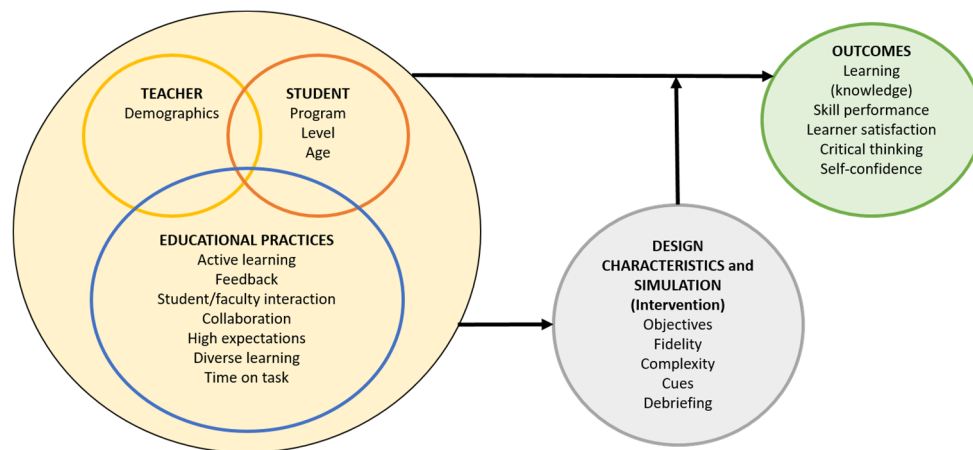 TEACHER
Demographics
STUDENT
Program
Level
Age
EDUCATIONAL PRACTICES
Active learning
Feedback
Student/faculty interaction
Collaboration
High expectations
Diverse learning
Time on task
DESIGN
CHARACTERISTICS and
SIMULATION
(Intervention)
Objectives
Fidelity
Complexity
Cues
Debriefing
OUTCOMES
Learning
(knowledge)
Skill performance
Learner satisfaction
Critical thinking
Self-confidence